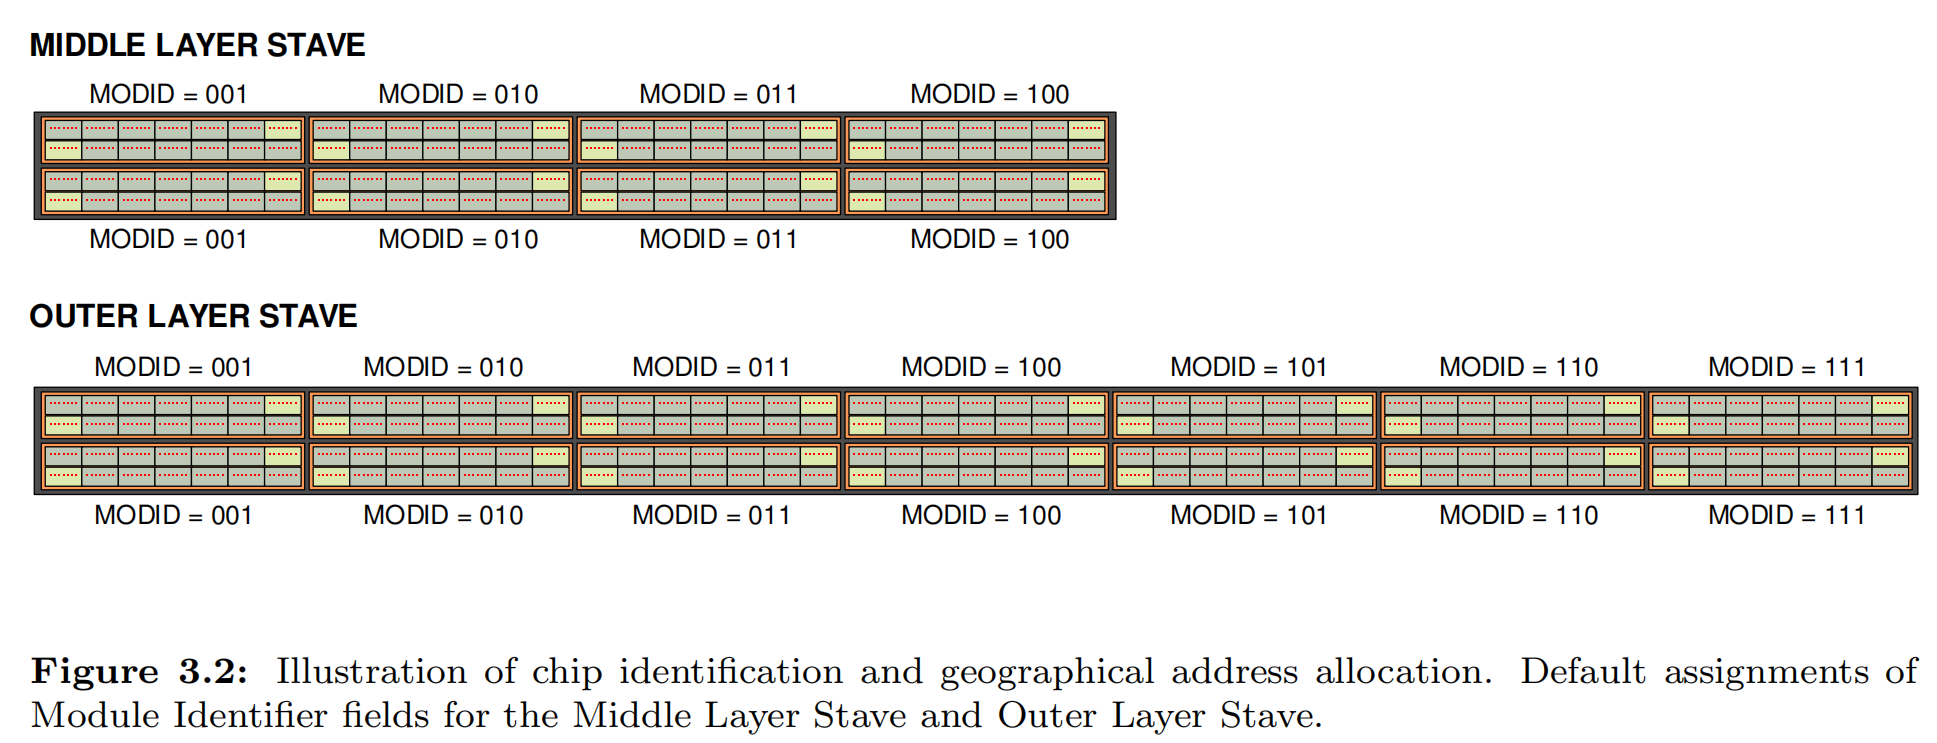 MIDDLE LAYER STAVE
MODID = 001 MODID = 010 MODID = 011 MODID = 100
MODID = 001 MODID = 010 MODID = 011 MODID = 100
OUTER LAYER STAVE
MODID = 001 MODID = 010 MODID = 011 MODID = 100 MODID = 101 MODID = 110 MODID = 111
MODID = 001 MODID = 010 MODID = 011 MODID = 100 MODID = 101 MODID = 110 MODID = 111
Figure 3.2: Illustration of chip identification and geographical address allocation. Default assignments of
Module Identifier fields for the Middle Layer Stave and Outer Layer Stave.